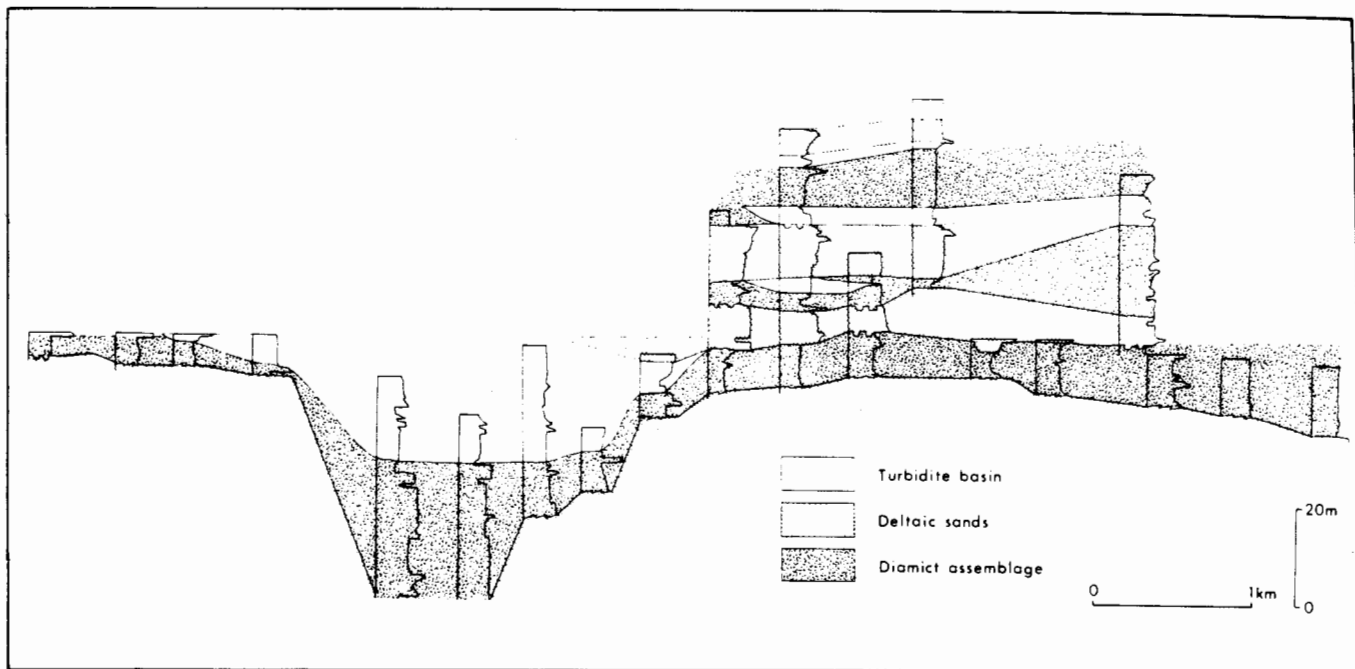 Turbidite basin
Deltaic sands
Diamict assemblage
0 1km
20m
0